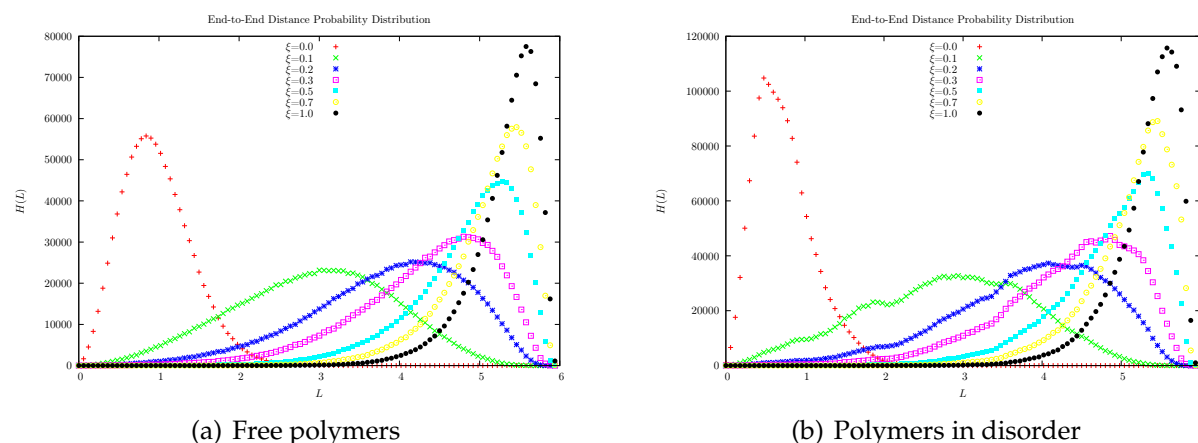 End-to-End Distance Probability Distribution
80000
70000
60000
50000
40000
30000
20000
10000
0
H(L)
ξ=0.0
ξ=0.1
ξ=0.2
ξ=0.3
ξ=0.5
ξ=0.7
ξ=1.0
0 1 2 3 4 5 6
L
(a) Free polymers
End-to-End Distance Probability Distribution
120000
100000
80000
60000
40000
20000
0
H(L)
ξ=0.0
ξ=0.1
ξ=0.2
ξ=0.3
ξ=0.5
ξ=0.7
ξ=1.0
0 1 2 3 4 5
L
(b) Polymers in disorder